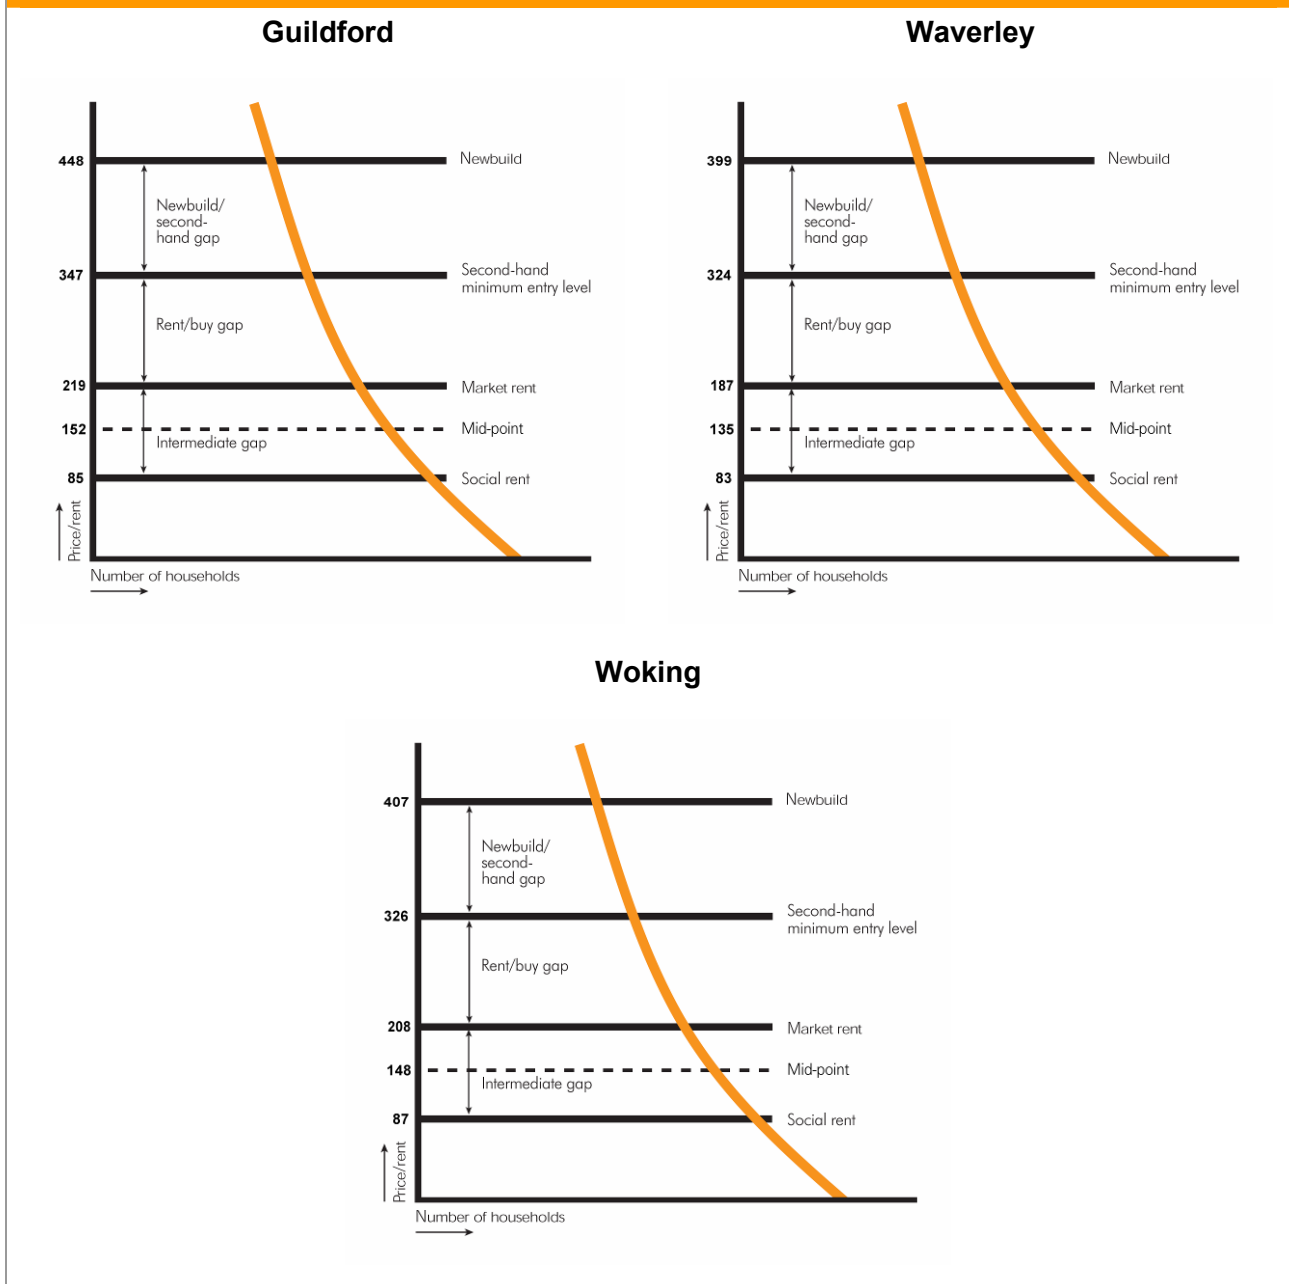 Guildford
448
Newbuild
Newbuild/
second-
hand gap
347
Second-hand
minimum entry level
Rent/buy gap
219
Market rent
152
Mid-point
Intermediate gap
85
Social rent
Price/rent
Number of households
Waverley
399
Newbuild
Newbuild/
second-
hand gap
324
Second-hand
minimum entry level
Rent/buy gap
187
Market rent
135
Mid-point
Intermediate gap
83
Social rent
Price/rent
Number of households
Woking
407
Newbuild
Newbuild/
second-
hand gap
326
Second-hand
minimum entry level
Rent/buy gap
208
Market rent
148
Mid-point
Intermediate gap
87
Social rent
Price/rent
Number of households